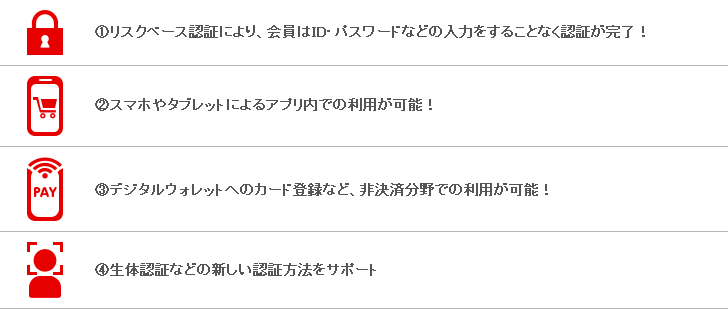 ①リスクベース認証により、会員はID・パスワードなどの入力をすることなく認証が完了！
②スマホやタブレットによるアプリ内での利用が可能！
PAY
③デジタルウォレットへのカード登録など、非決済分野での利用が可能！
④生体認証などの新しい認証方法をサポート